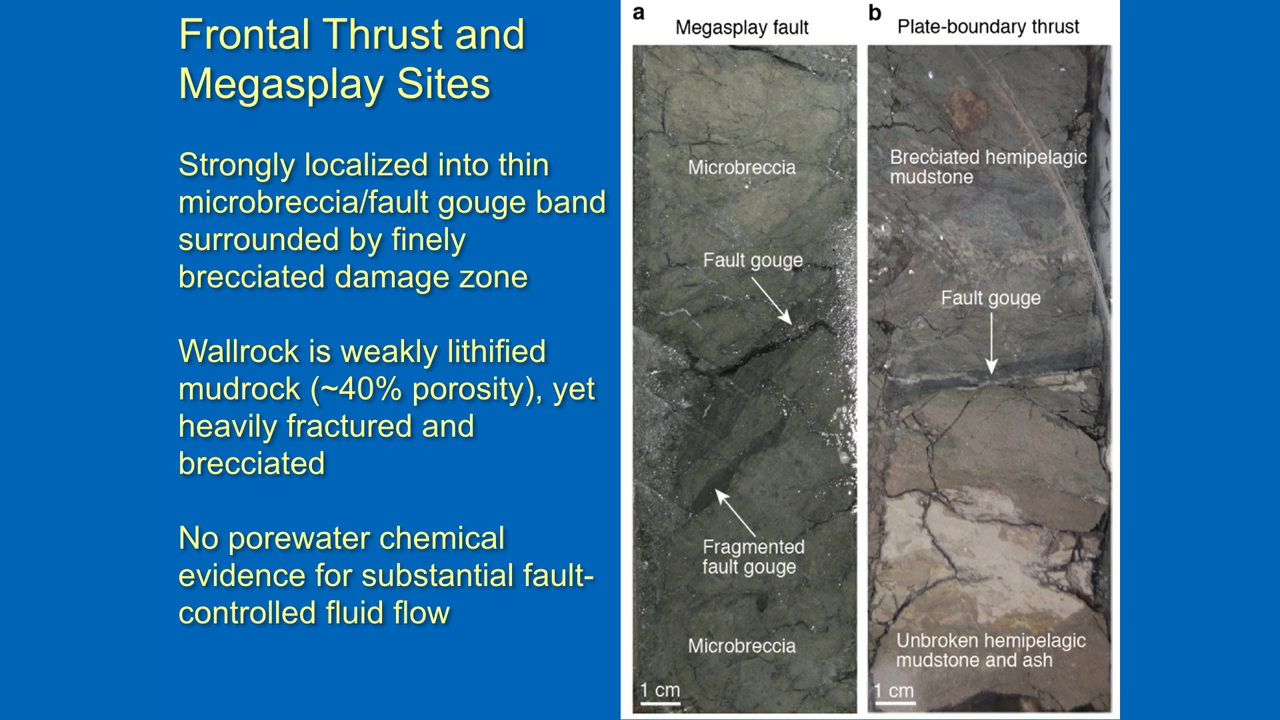 Frontal Thrust and
Megasplay Sites
Strongly localized into thin
microbreccia/fault gouge band
surrounded by finely
brecciated damage zone
Wallrock is weakly lithified
mudrock (~40% porosity), yet
heavily fractured and
brecciated
No porewater chemical
evidence for substantial fault-
controlled fluid flow
a
Megasplay fault
Microbreccia
Fault gouge
Fragmented
fault gouge
Microbreccia
1 cm
b
Plate-boundary thrust
Brecciated hemipelagic
mudstone
Fault gouge
Unbroken hemipelagic
mudstone and ash
1 cm